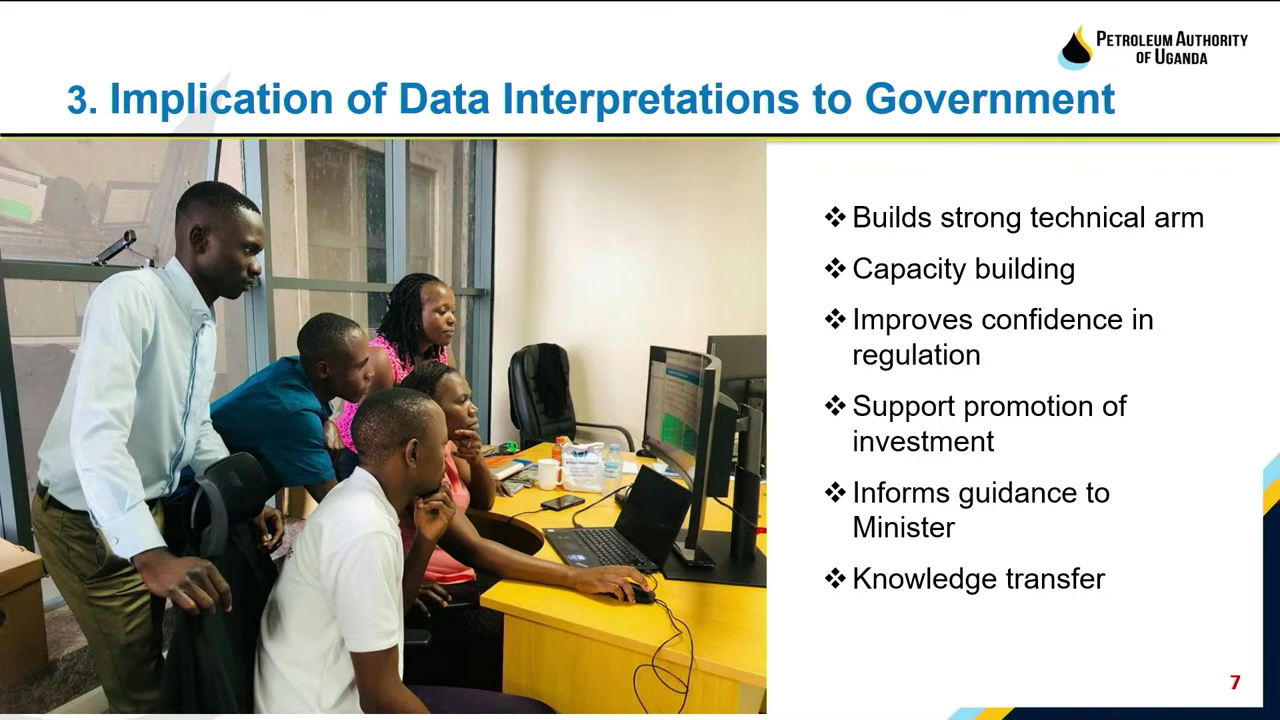 PETROLEUM AUTHORITY
OF UGANDA
3. Implication of Data Interpretations to Government
❖ Builds strong technical arm
❖ Capacity building
❖ Improves confidence in
regulation
❖ Support promotion of
investment
❖ Informs guidance to
Minister
❖ Knowledge transfer
7